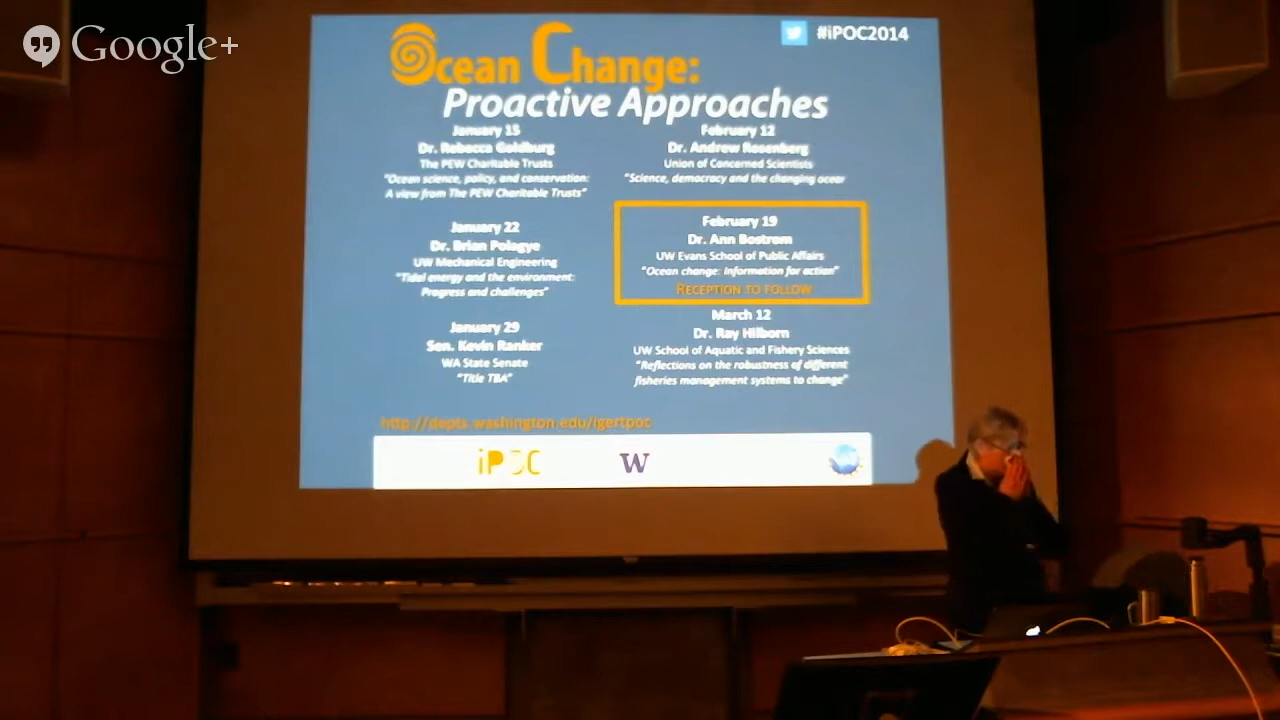 Google+
#iPOC2014
Ocean Change:
Proactive Approaches
January 15
Dr. Rebecca Goldburg
The PEW Charitable Trusts
"Ocean science, policy, and conservation:
A view from The PEW Charitable Trusts"
January 22
Dr. Brian Polagye
UW Mechanical Engineering
"Tidal energy and the environment:
Progress and challenges"
January 29
Sen. Kevin Ranker
WA State Senate
"Title TBA"
February 12
Dr. Andrew Rosenberg
Union of Concerned Scientists
"Science, democracy and the changing ocean
February 19
Dr. Ann Bostrom
UW Evans School of Public Affairs
"Ocean change: Information for action"
RECEPTION TO FOLLOW
March 12
Dr. Ray Hilborn
UW School of Aquatic and Fishery Sciences
"Reflections on the robustness of different
fisheries management systems to change"
http://depts.washington.edu/igertpoc
iPOC
W